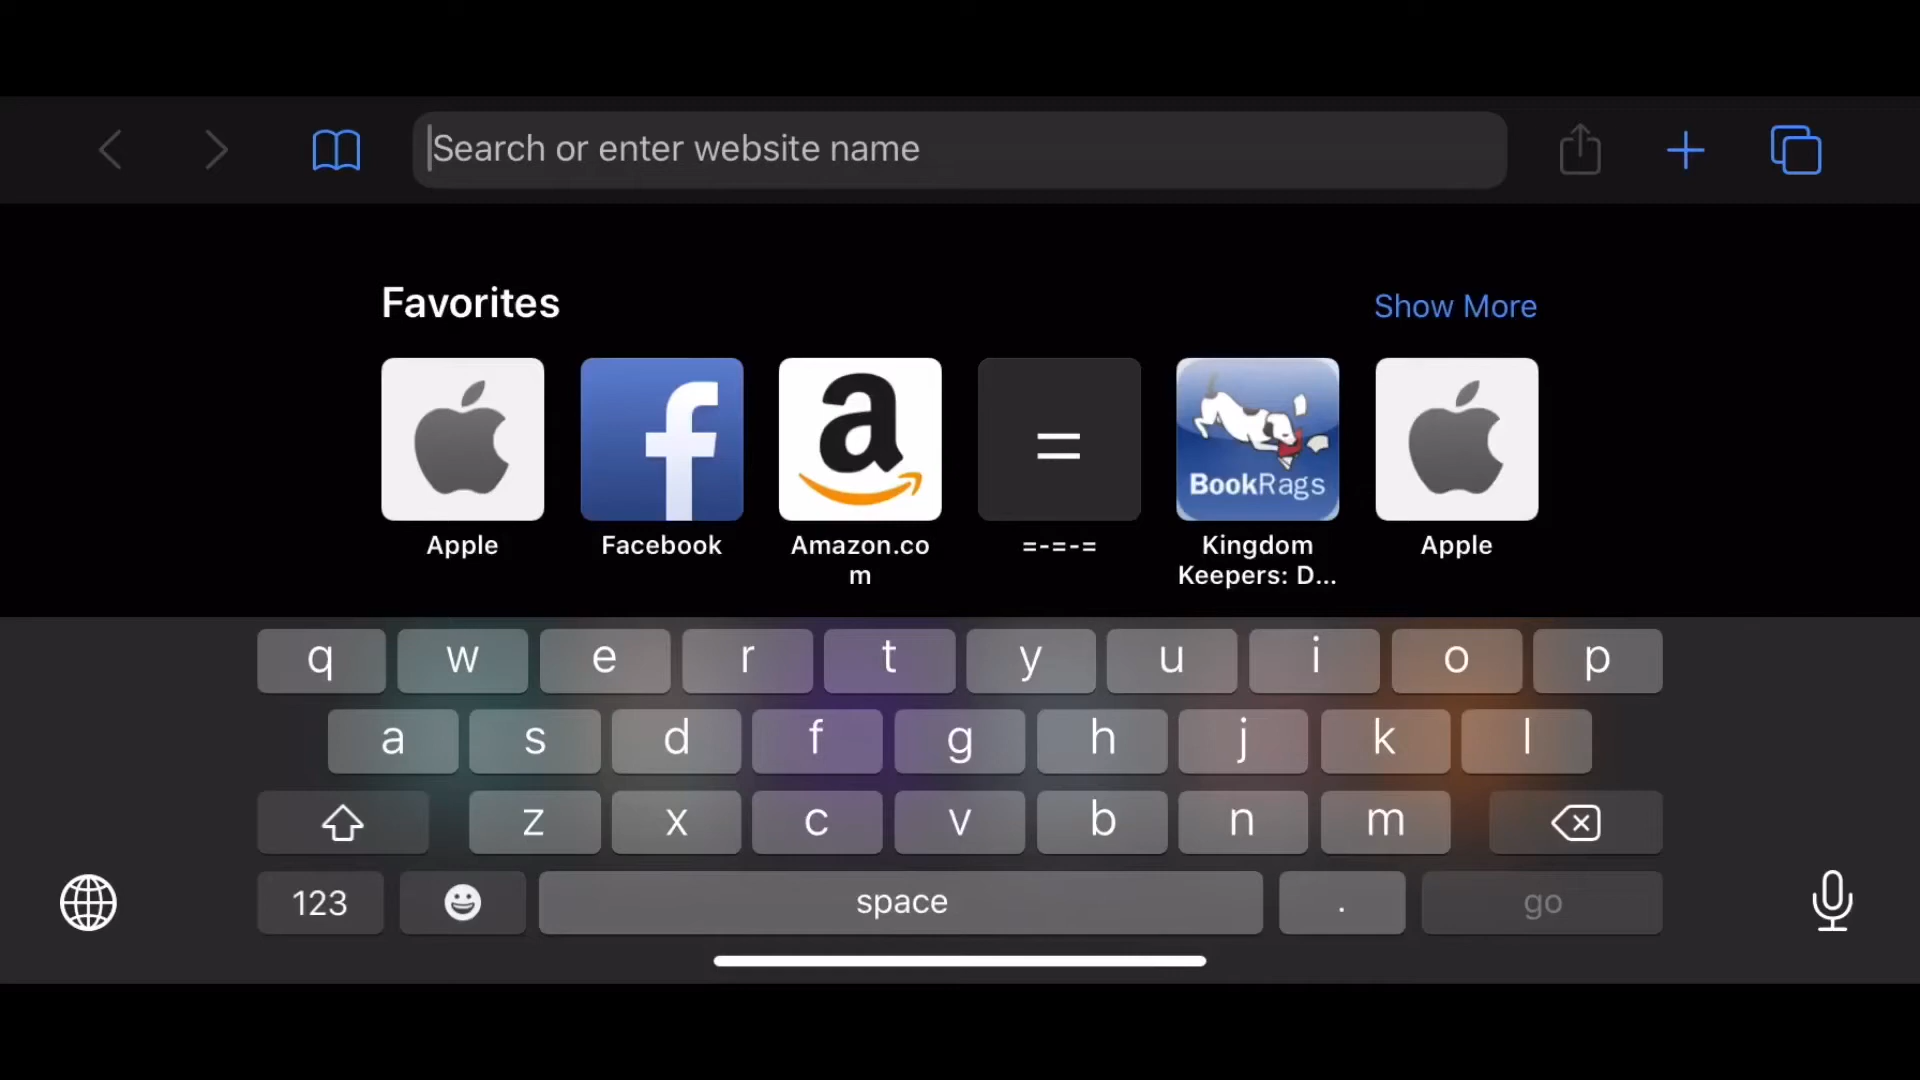 Search or enter website name
Favorites
Show More
a
=
BookRags
Apple
Facebook
Amazon.co
m
=-=-=
Kingdom
Keepers: D...
Apple
q w e r t y u i o p
a s d f g h j k l
z x c v b n m
123
space
.
go